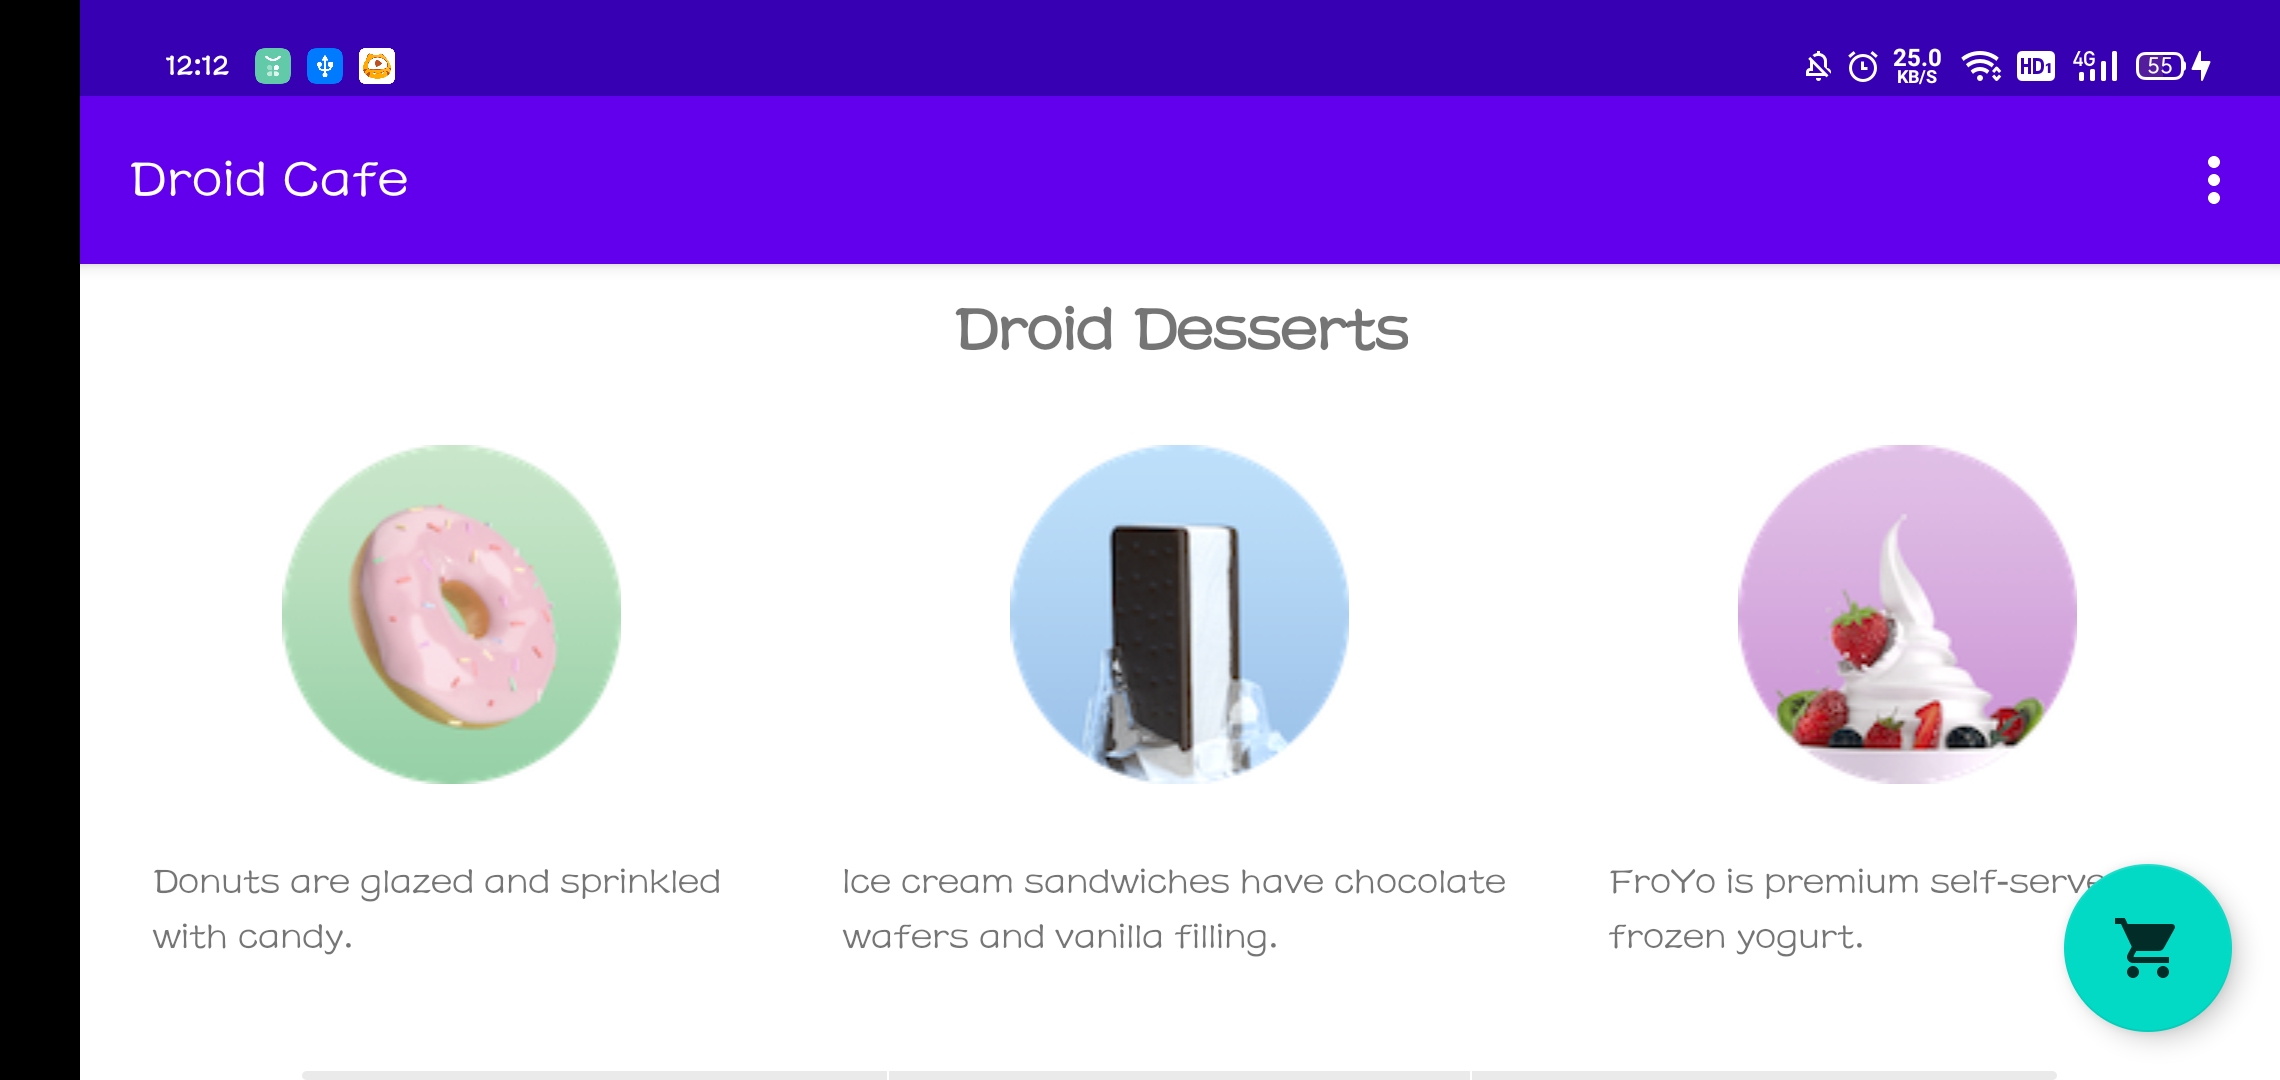 12:12
25.0
KB/S
HD1
4G
55
Droid Cafe
Droid Desserts
Donuts are glazed and sprinkled
with candy.
Ice cream sandwiches have chocolate
wafers and vanilla filling.
FroYo is premium self-serve
frozen yogurt.